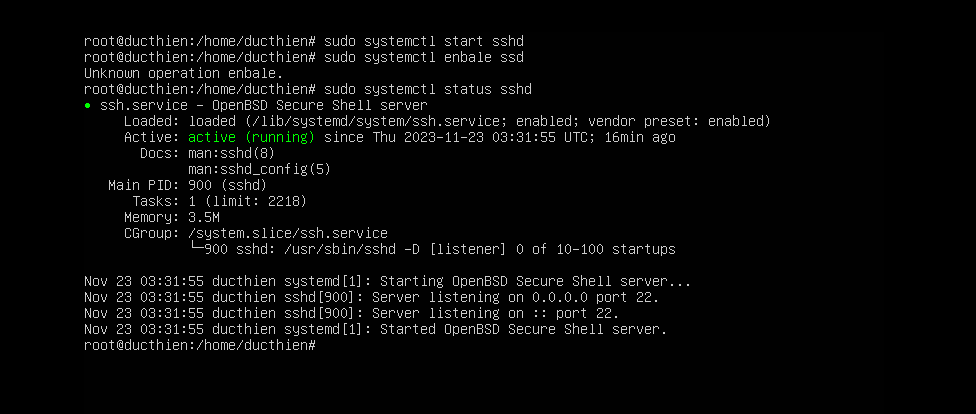 root@ducthien:/home/ducthien# sudo systemctl start sshd
root@ducthien:/home/ducthien# sudo systemctl enbale ssd
Unknown operation enbale.
root@ducthien:/home/ducthien# sudo systemctl status sshd
● ssh.service - OpenBSD Secure Shell server
Loaded: loaded (/lib/systemd/system/ssh.service; enabled; vendor preset: enabled)
Active: active (running) since Thu 2023-11-23 03:31:55 UTC; 16min ago
Docs: man:sshd(8)
man:sshd_config(5)
Main PID: 900 (sshd)
Tasks: 1 (limit: 2218)
Memory: 3.5M
CGroup: /system.slice/ssh.service
└─900 sshd: /usr/sbin/sshd -D [listener] 0 of 10-100 startups
Nov 23 03:31:55 ducthien systemd[1]: Starting OpenBSD Secure Shell server...
Nov 23 03:31:55 ducthien sshd[900]: Server listening on 0.0.0.0 port 22.
Nov 23 03:31:55 ducthien sshd[900]: Server listening on :: port 22.
Nov 23 03:31:55 ducthien systemd[1]: Started OpenBSD Secure Shell server.
root@ducthien:/home/ducthien#